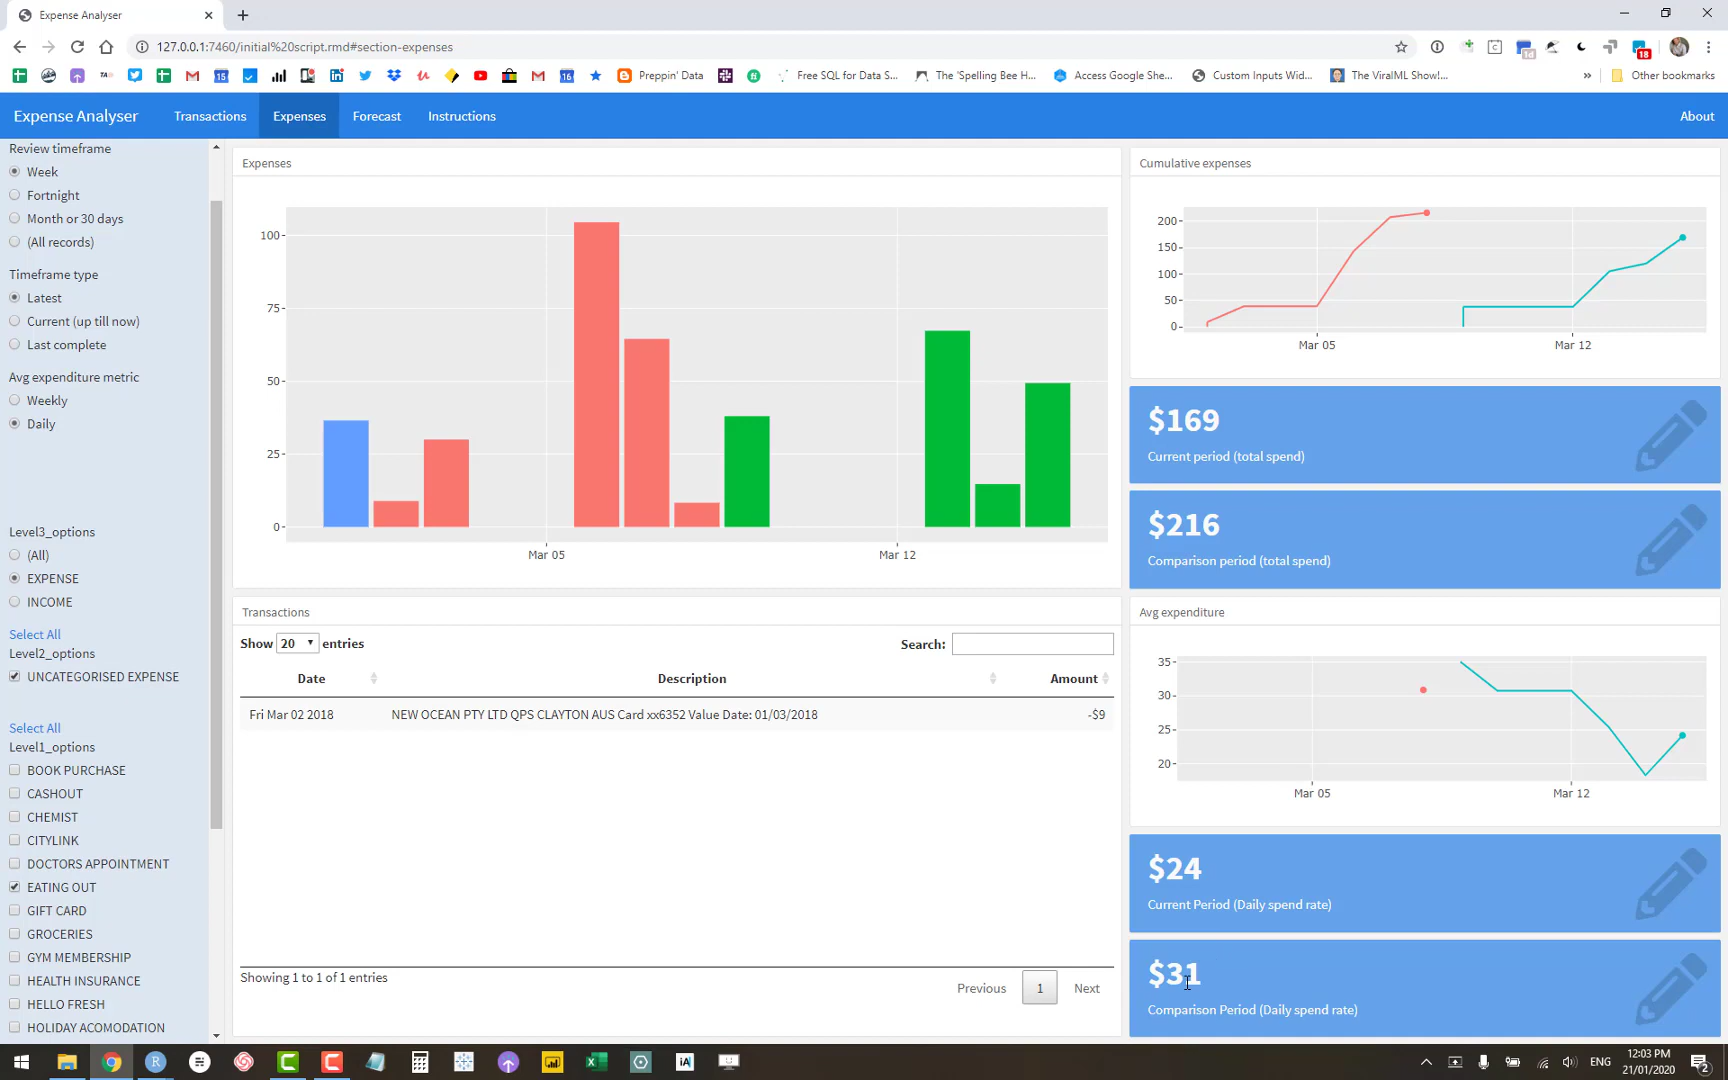 Expense Analyser
127.0.0.1:7460/initial%20script.rmd#section-expenses
Preppin' Data
Free SQL for Data S...
The 'Spelling Bee H...
Access Google She...
Custom Inputs Wid...
The ViralML Show!...
Other bookmarks
Expense Analyser
Transactions
Expenses
Forecast
Instructions
About
Review timeframe
Week
Fortnight
Month or 30 days
(All records)
Timeframe type
Latest
Current (up till now)
Last complete
Avg expenditure metric
Weekly
Daily
Level3_options
(All)
EXPENSE
INCOME
Select All
Level2_options
UNCATEGORISED EXPENSE
Select All
Level1_options
BOOK PURCHASE
CASHOUT
CHEMIST
CITYLINK
DOCTORS APPOINTMENT
EATING OUT
GIFT CARD
GROCERIES
GYM MEMBERSHIP
HEALTH INSURANCE
HELLO FRESH
HOLIDAY ACOMODATION
Expenses
100
75
50
25
0
Mar 05
Mar 12
Transactions
Show 20 entries
Search:
Date Description Amount
Fri Mar 02 2018 NEW OCEAN PTY LTD QPS CLAYTON AUS Card xx6352 Value Date: 01/03/2018 -$9
Showing 1 to 1 of 1 entries
Previous 1 Next
Cumulative expenses
200
150
100
50
0
Mar 05
Mar 12
$169
Current period (total spend)
$216
Comparison period (total spend)
Avg expenditure
35
30
25
20
Mar 05
Mar 12
$24
Current Period (Daily spend rate)
$31
Comparison Period (Daily spend rate)
ENG
12:03 PM
21/01/2020